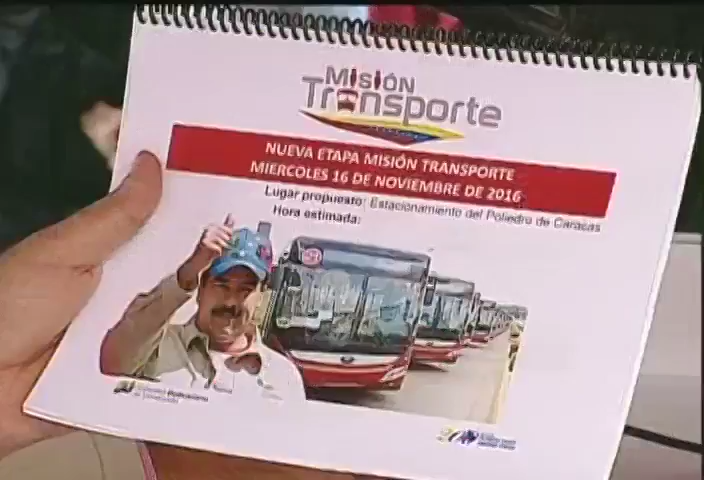 Misión
Transporte
NUEVA ETAPA MISIÓN TRANSPORTE
MIERCOLES 16 DE NOVIEMBRE DE 2016
Lugar propuesto: Estacionamiento del Poliedro de Caracas
Hora estimada:
Bolivariano